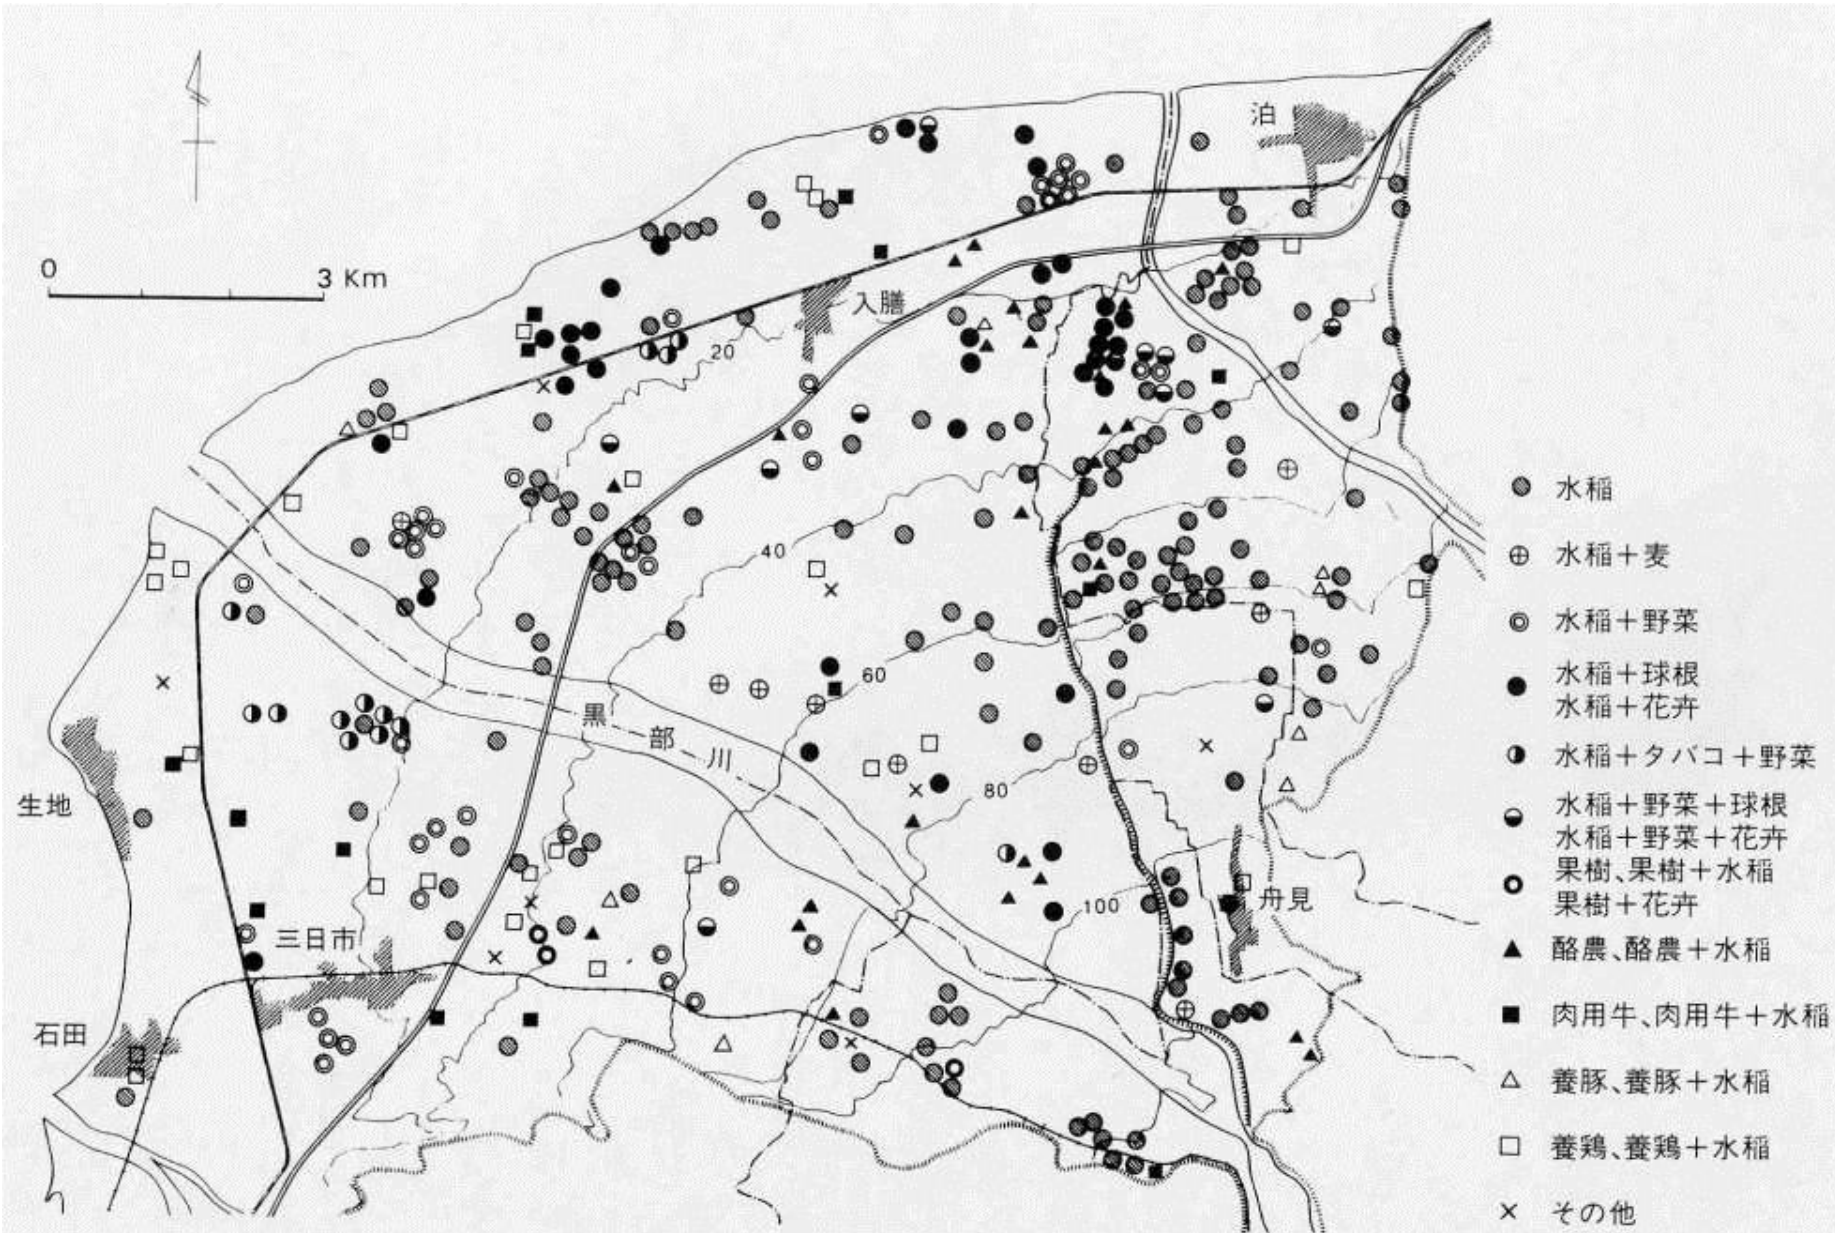 泊
0
3 Km
入膳
20
40
60
黒部川
80
生地
100
舟見
三日市
石田
水稲
水稲+麦
水稲+野菜
水稲+球根
水稲+花卉
水稲+タバコ+野菜
水稲+野菜+球根
水稲+野菜+花卉
果樹、果樹+水稲
果樹+花卉
酪農、酪農+水稲
肉用牛、肉用牛+水稲
養豚、養豚+水稲
養鶏、養鶏+水稲
その他